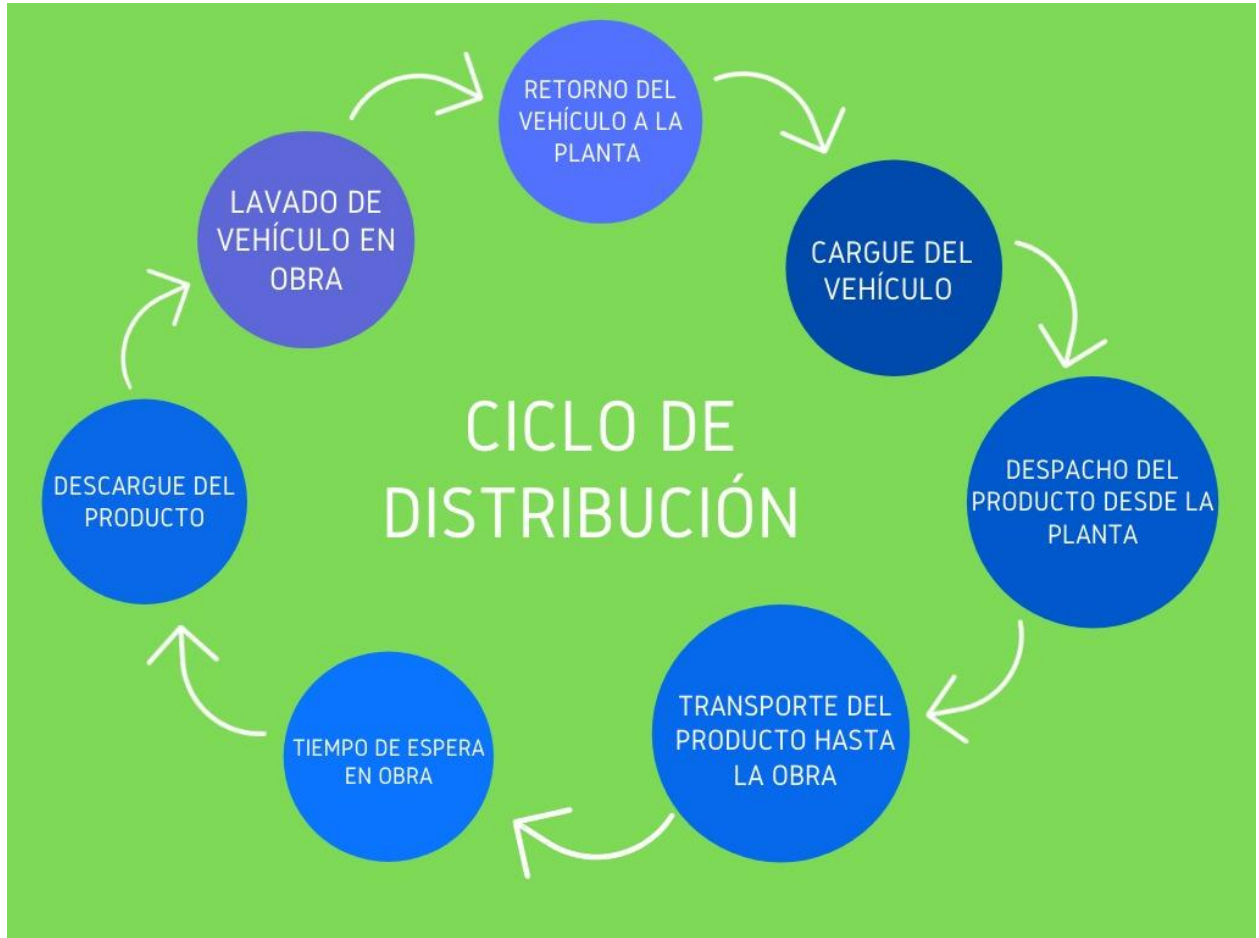 RETORNO DEL
VEHÍCULO A LA
PLANTA
LAVADO DE
VEHÍCULO EN
OBRA
CARGUE DEL
VEHÍCULO
CICLO DE
DISTRIBUCIÓN
DESPACHO DEL
PRODUCTO DESDE LA
PLANTA
DESCARGUE DEL
PRODUCTO
TRANSPORTE DEL
PRODUCTO HASTA
LA OBRA
TIEMPO DE ESPERA
EN OBRA